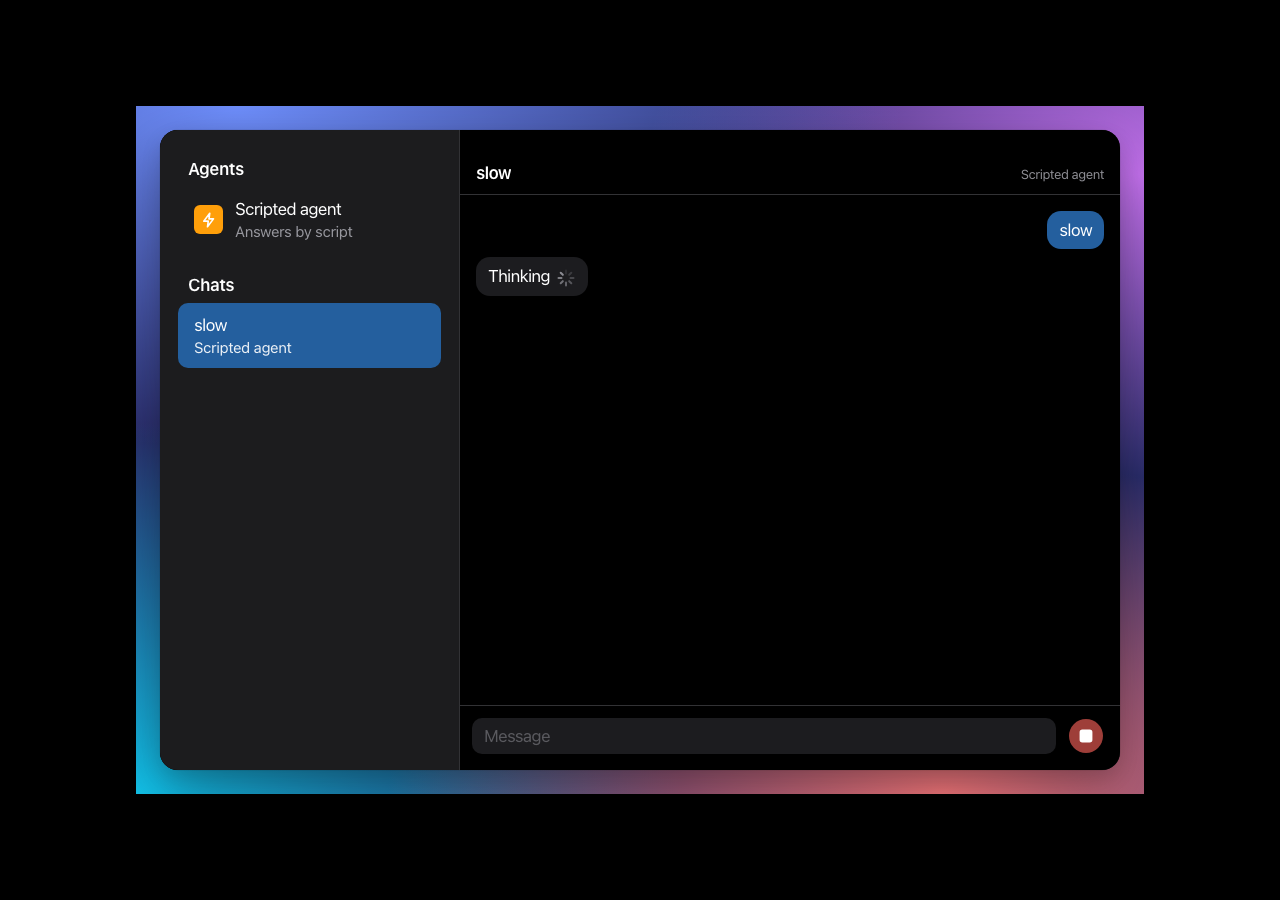 Agents
Scripted agent
Answers by script
Chats
slow
Scripted agent
slow
Scripted agent
slow
Thinking
Message